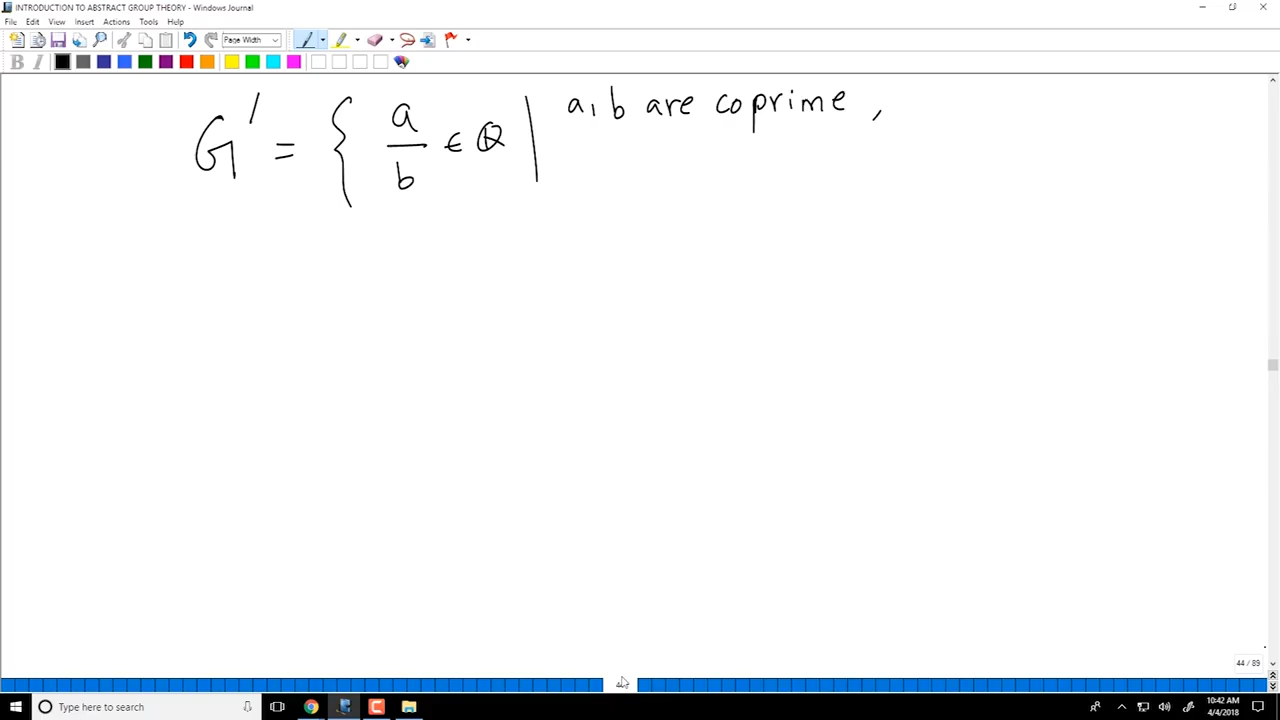 INTRODUCTION TO ABSTRACT GROUP THEORY - Windows Journal
File Edit View Insert Actions Tools Help
Page Width
B I
G' = { a/b ∈ ℚ | a, b are coprime ,
44 / 89
Type here to search
10:42 AM
4/4/2018